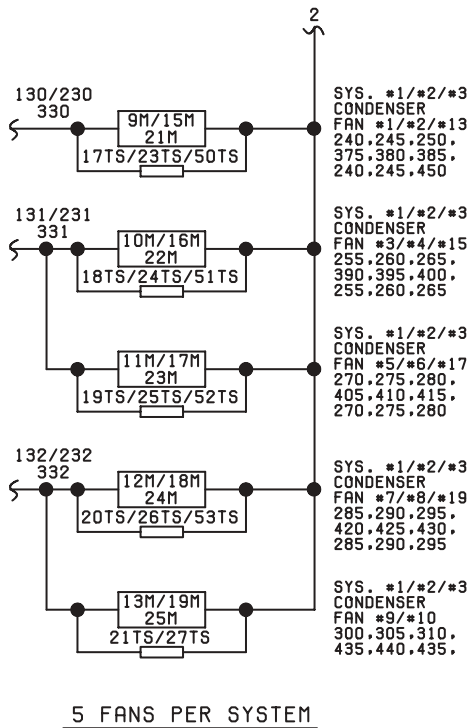 2
130/230
330
9M/15M
21M
17TS/23TS/50TS
SYS. #1/#2/#3
CONDENSER
FAN #1/#2/#13
240,245,250,
375,380,385,
240,245,450
131/231
331
10M/16M
22M
18TS/24TS/51TS
SYS. #1/#2/#3
CONDENSER
FAN #3/#4/#15
255,260,265,
390,395,400,
255,260,265
11M/17M
23M
19TS/25TS/52TS
SYS. #1/#2/#3
CONDENSER
FAN #5/#6/#17
270,275,280,
405,410,415,
270,275,280
132/232
332
12M/18M
24M
20TS/26TS/53TS
SYS. #1/#2/#3
CONDENSER
FAN #7/#8/#19
285,290,295,
420,425,430,
285,290,295
13M/19M
25M
21TS/27TS
SYS. #1/#2/#3
CONDENSER
FAN #9/#10
300,305,310,
435,440,435,
5 FANS PER SYSTEM